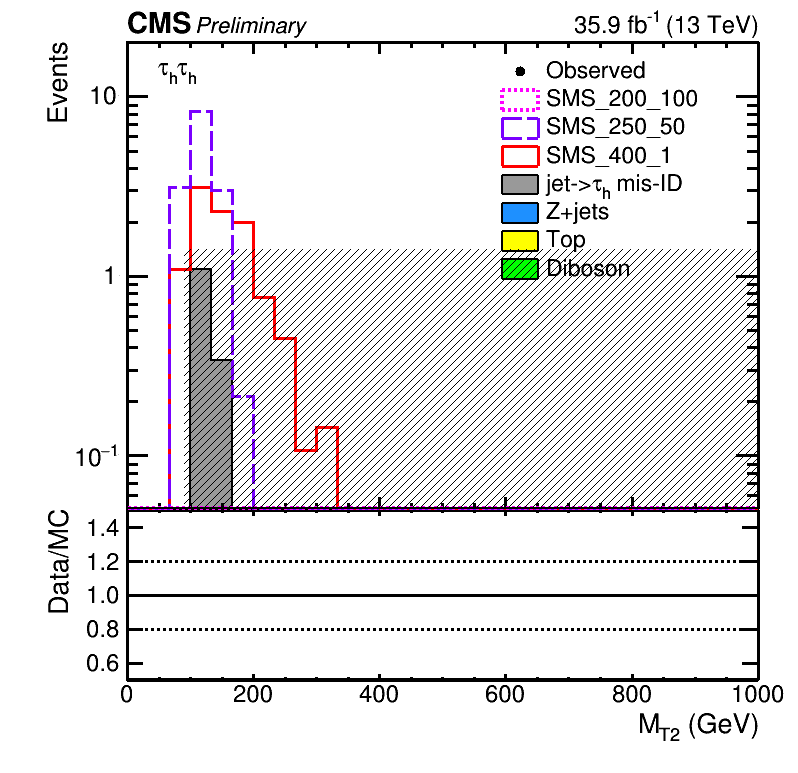 CMS Preliminary 35.9 fb⁻¹ (13 TeV)
Events
τhτh
10
1
10⁻¹
Observed
SMS_200_100
SMS_250_50
SMS_400_1
jet->τh mis-ID
Z+jets
Top
Diboson
Data/MC
1.4
1.2
1.0
0.8
0.6
0 200 400 600 800 1000
MT2 (GeV)